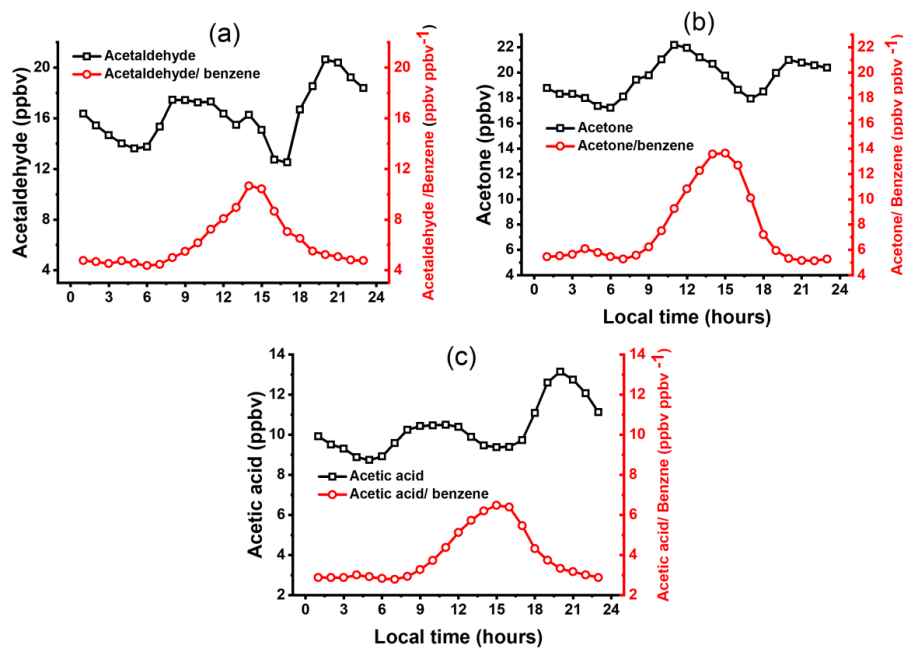 (a)
Acetaldehyde
Acetaldehyde/ benzene
Acetaldehyde (ppbv)
20
16
12
8
4
0 3 6 9 12 15 18 21 24
20
16
12
8
4
Acetaldehyde /Benzene (ppbv ppbv⁻¹)
(b)
Acetone
Acetone/benzene
Acetone (ppbv)
22
20
18
16
14
12
10
8
6
4
0 3 6 9 12 15 18 21 24
Local time (hours)
22
20
18
16
14
12
10
8
6
4
Acetone/ Benzene (ppbv ppbv ⁻¹)
(c)
Acetic acid
Acetic acid/ benzene
Acetic acid (ppbv)
14
12
10
8
6
4
2
0 3 6 9 12 15 18 21 24
Local time (hours)
14
12
10
8
6
4
2
Acetic acid/ Benzne (ppbv ppbv ⁻¹)